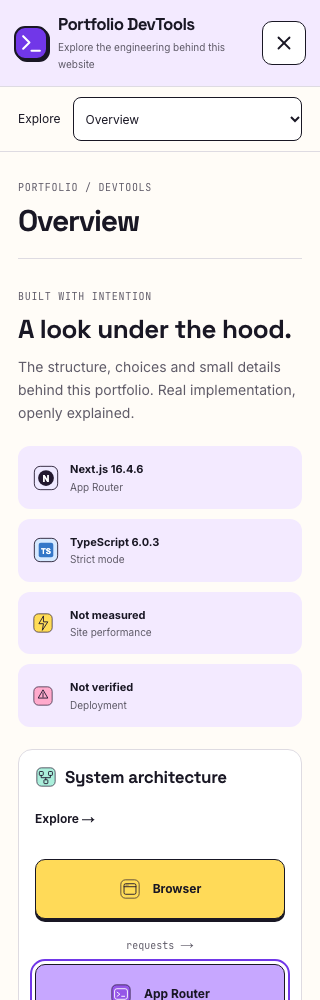 Portfolio DevTools
Explore the engineering behind this
website
Explore
Overview
PORTFOLIO / DEVTOOLS
Overview
BUILT WITH INTENTION
A look under the hood.
The structure, choices and small details
behind this portfolio. Real implementation,
openly explained.
N
Next.js 16.4.6
App Router
TS
TypeScript 6.0.3
Strict mode
Not measured
Site performance
Not verified
Deployment
System architecture
Explore →
Browser
requests →
App Router